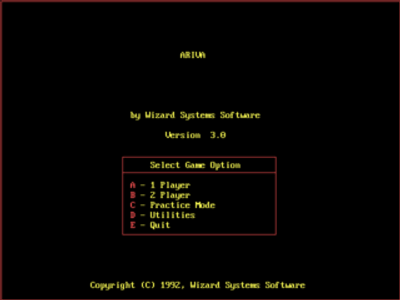 ARIVA
by Wizard Systems Software
Version 3.0
Select Game Option
A - 1 Player
B - 2 Player
C - Practice Mode
D - Utilities
E - Quit
Copyright (C) 1992, Wizard Systems Software